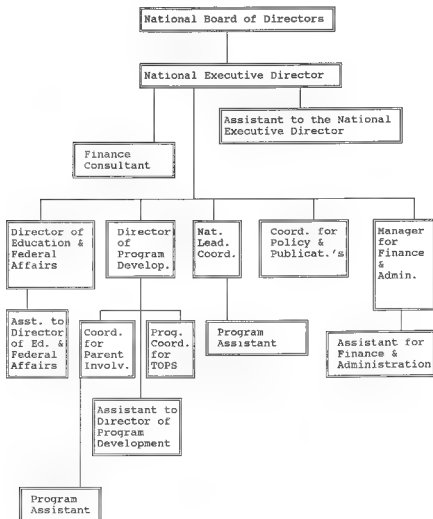 National Board of Directors
National Executive Director
Assistant to the National
Executive Director
Finance
Consultant
Director of
Education &
Federal
Affairs
Director
of
Program
Develop.
Nat.
Lead.
Coord.
Coord. for
Policy &
Publicat.'s
Manager
for
Finance
&
Admin.
Asst. to
Director
of Ed. &
Federal
Affairs
Coord.
for
Parent
Involv.
Prog.
Coord.
for
TOPS
Program
Assistant
Assistant for
Finance &
Administration
Assistant to
Director of
Program
Development
Program
Assistant